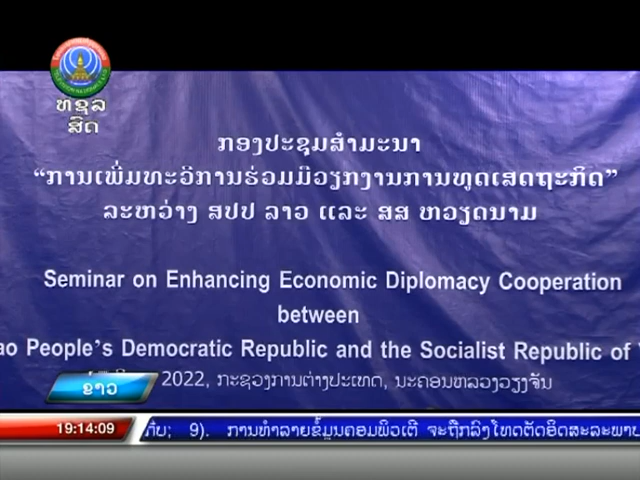 ທຊລ
ສົດ
ກອງປະຊຸມສຳມະນາ
“ການເພີ່ມທະວີການຮ່ວມມືວຽກງານການທູດເສດຖະກິດ”
ລະຫວ່າງ ສປປ ລາວ ແລະ ສສ ຫວຽດນາມ
Seminar on Enhancing Economic Diplomacy Cooperation
between
ao People's Democratic Republic and the Socialist Republic of
2022, ກະຊວງການຕ່າງປະເທດ, ນະຄອນຫລວງວຽງຈັນ
ຂ່າວ
19:14:09 ກີບ; 9). ການທຳລາຍຂໍ້ມູນຄອມພິວເຕີ ຈະຖືກລົງໂທດຕັດອິດສະລະພາບ